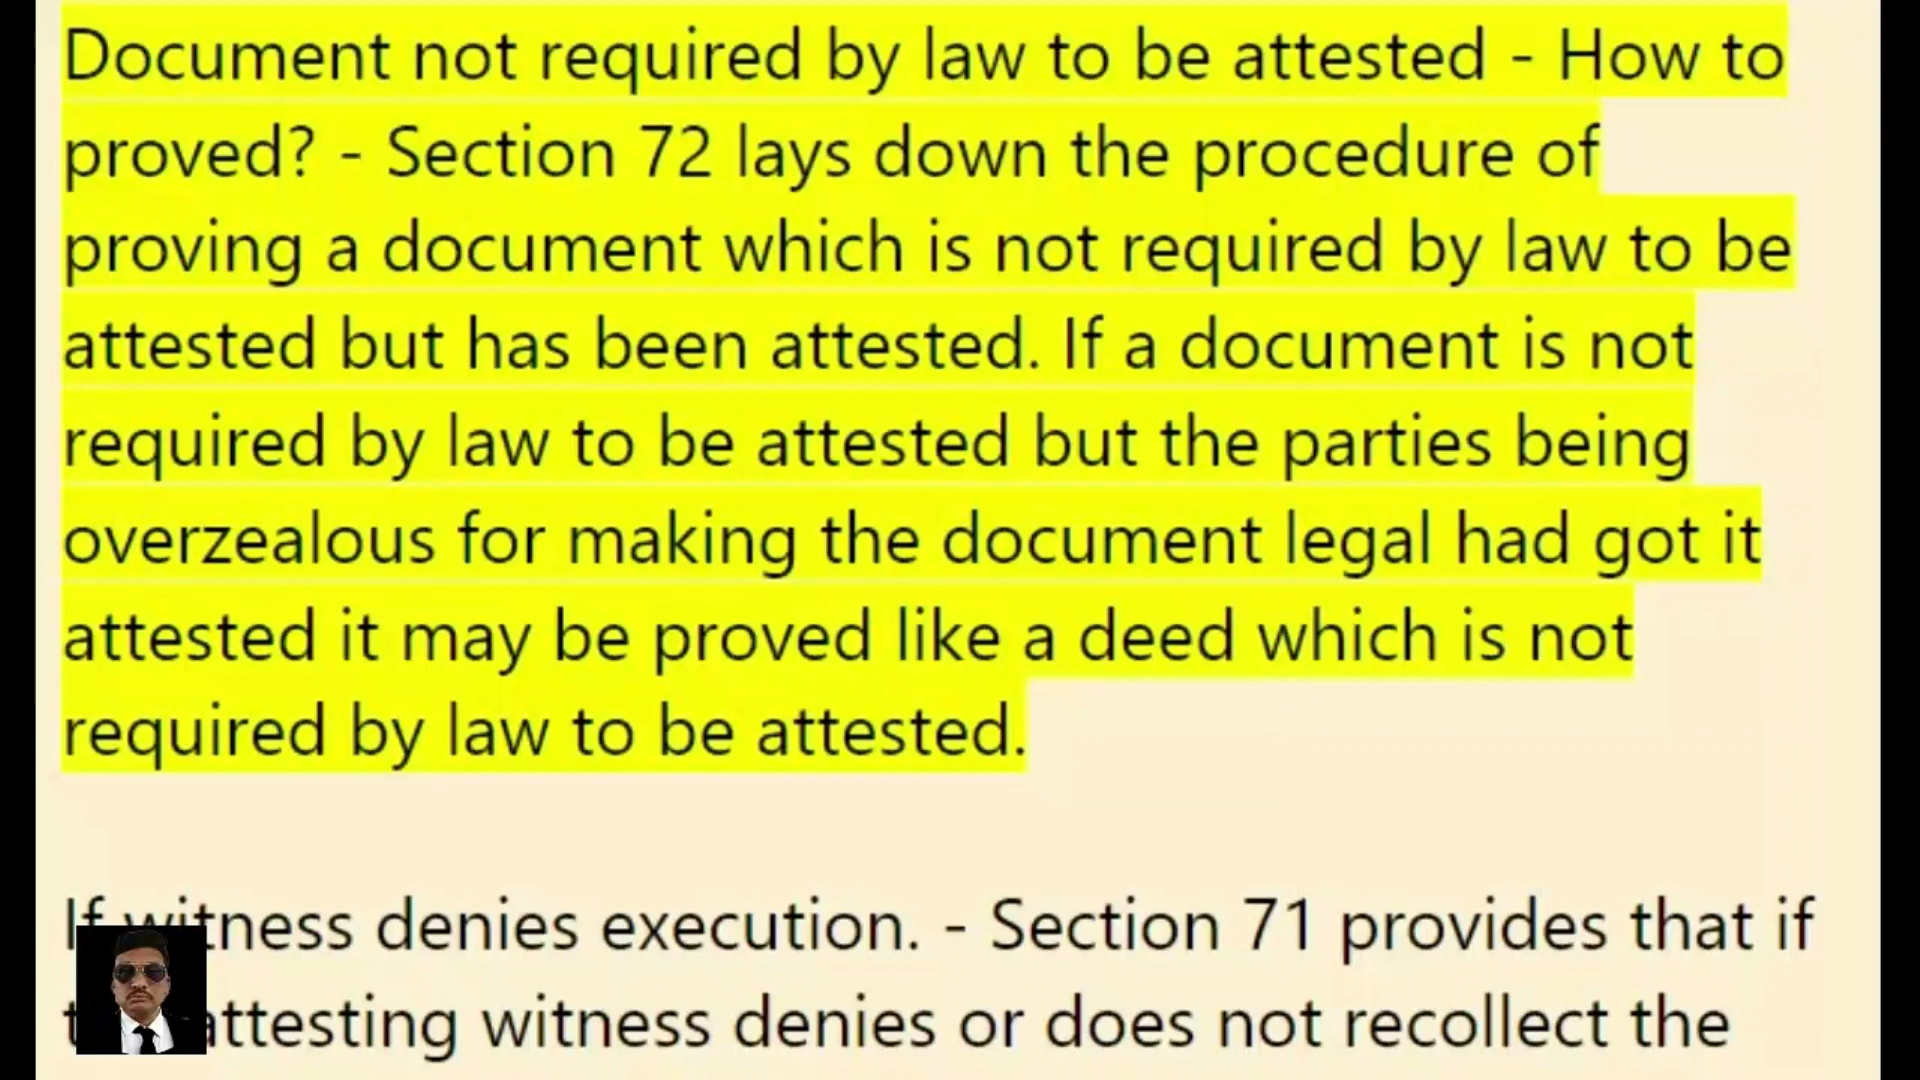 Document not required by law to be attested - How to
proved? - Section 72 lays down the procedure of
proving a document which is not required by law to be
attested but has been attested. If a document is not
required by law to be attested but the parties being
overzealous for making the document legal had got it
attested it may be proved like a deed which is not
required by law to be attested.
If witness denies execution. - Section 71 provides that if
attesting witness denies or does not recollect the